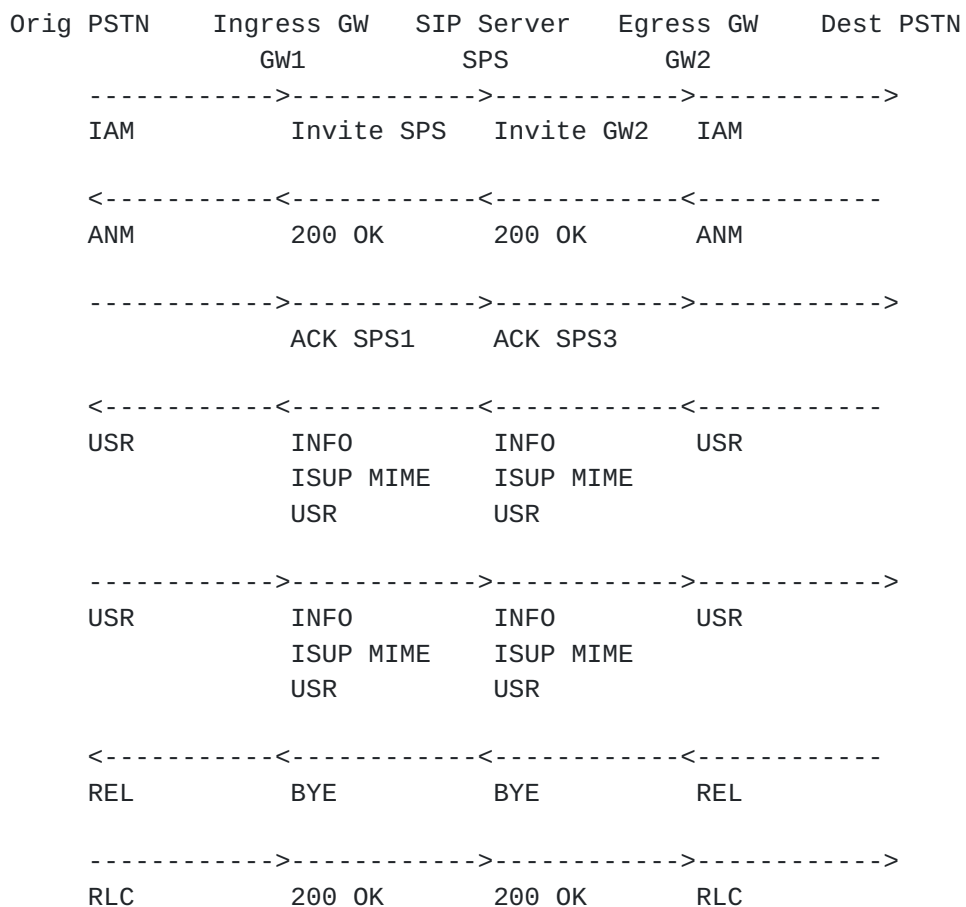 Orig PSTN    Ingress GW   SIP Server   Egress GW    Dest PSTN
                GW1          SPS          GW2
     ------------>------------>------------>------------>
     IAM          Invite SPS   Invite GW2   IAM

     <-----------<------------<------------<------------
     ANM          200 OK       200 OK       ANM

     ------------>------------>------------>------------>
                  ACK SPS1     ACK SPS3

     <-----------<------------<------------<------------
     USR          INFO         INFO         USR
                  ISUP MIME    ISUP MIME
                  USR          USR

     ------------>------------>------------>------------>
     USR          INFO         INFO         USR
                  ISUP MIME    ISUP MIME
                  USR          USR

     <-----------<------------<------------<------------
     REL          BYE          BYE          REL

     ------------>------------>------------>------------>
     RLC          200 OK       200 OK       RLC